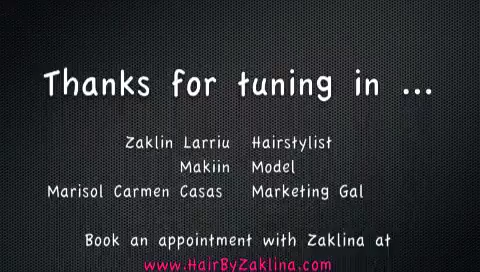 Thanks for tuning in ...
Zaklin Larriu Hairstylist
Makiin Model
Marisol Carmen Casas Marketing Gal
Book an appointment with Zaklina at
www.HairByZaklina.com